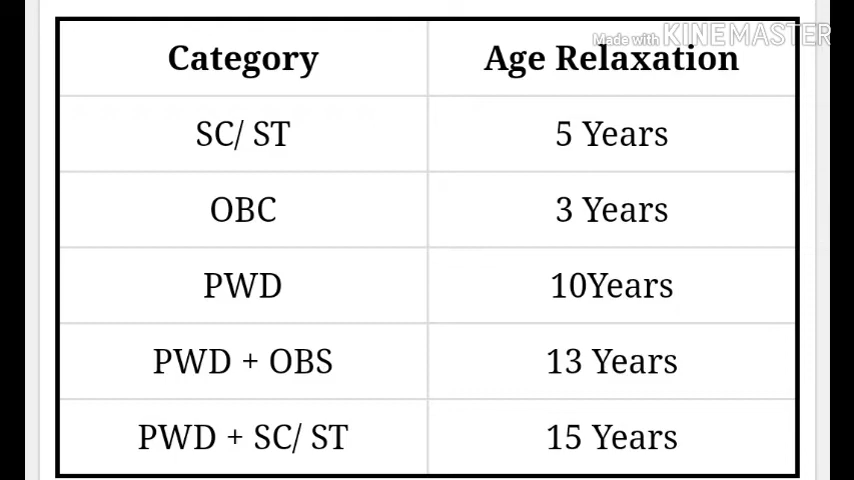 Made with KINEMASTER
Category Age Relaxation
SC/ ST 5 Years
OBC 3 Years
PWD 10Years
PWD + OBS 13 Years
PWD + SC/ ST 15 Years